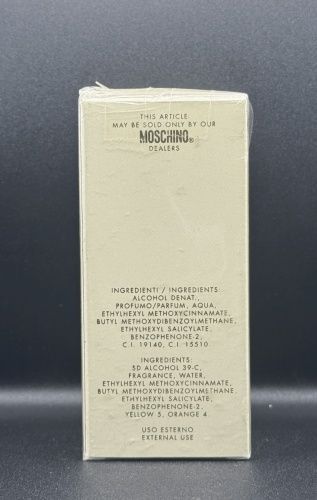 THIS ARTICLE
MAY BE SOLD ONLY BY OUR
MOSCHINO®
DEALERS
INGREDIENTI / INGREDIENTS:
ALCOHOL DENAT.,
PROFUMO/PARFUM, AQUA,
ETHYLHEXYL METHOXYCINNAMATE,
BUTYL METHOXYDIBENZOYLMETHANE,
ETHYLHEXYL SALICYLATE,
BENZOPHENONE-2,
C.I. 19140, C.I. 15510.
INGREDIENTS:
SD ALCOHOL 39-C,
FRAGRANCE, WATER,
ETHYLHEXYL METHOXYCINNAMATE,
BUTYL METHOXYDIBENZOYLMETHANE,
ETHYLHEXYL SALICYLATE,
BENZOPHENONE-2,
YELLOW 5, ORANGE 4.
USO ESTERNO
EXTERNAL USE